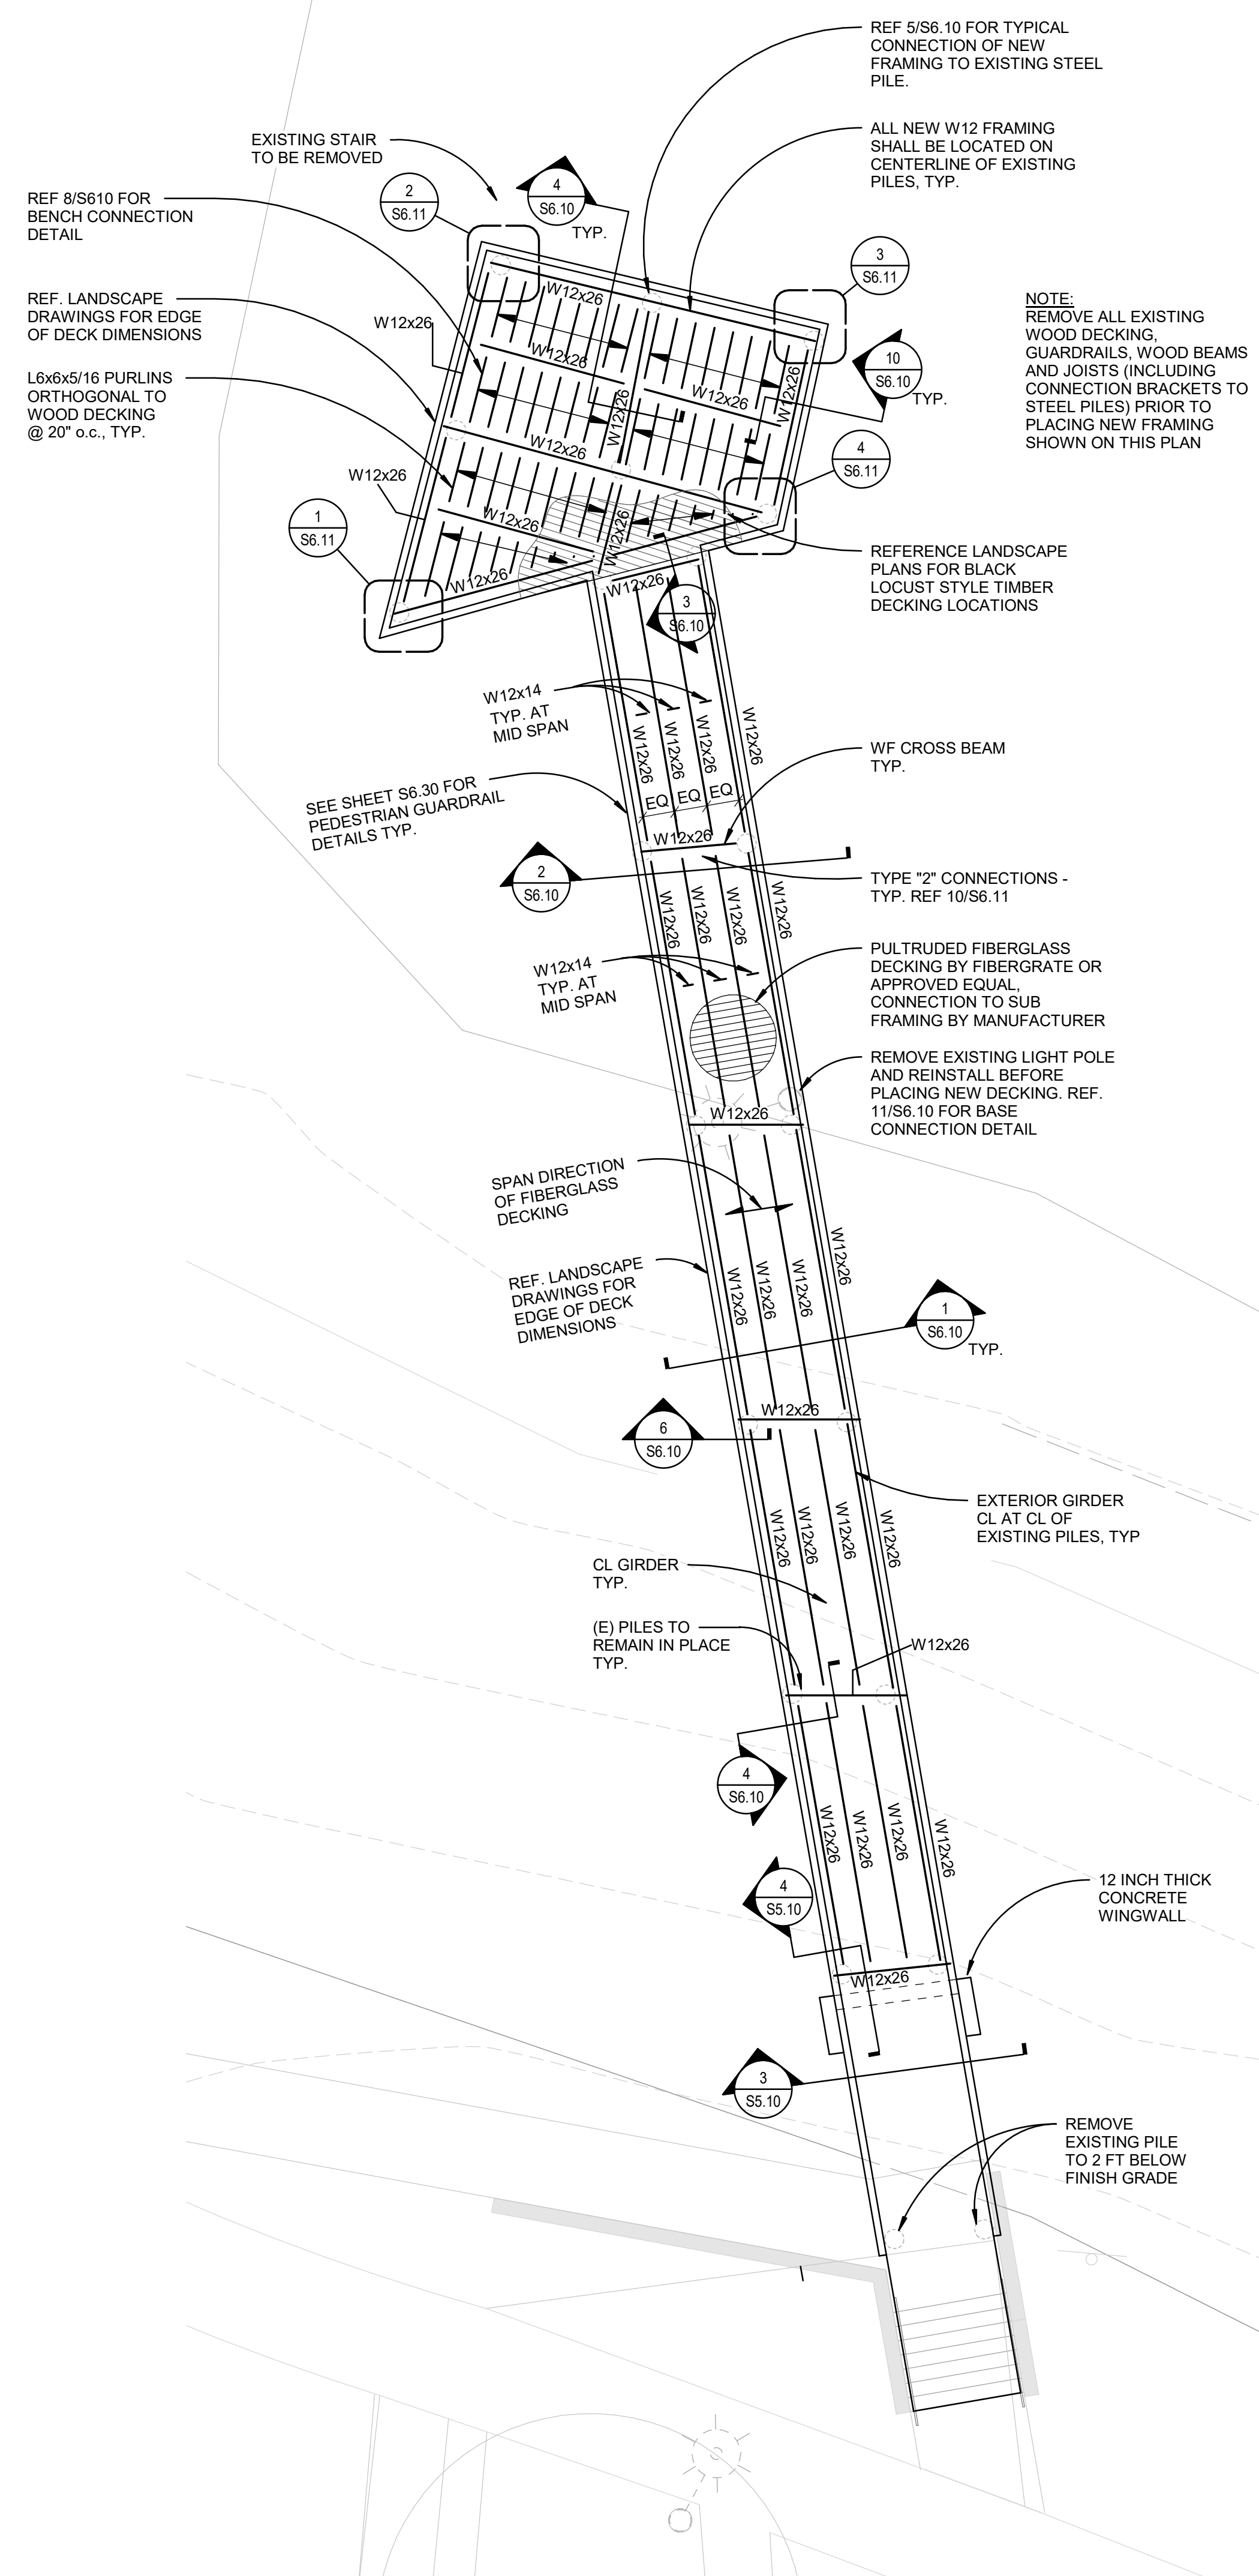 REF 5/S6.10 FOR TYPICAL
CONNECTION OF NEW
FRAMING TO EXISTING STEEL
PILE.
ALL NEW W12 FRAMING
SHALL BE LOCATED ON
CENTERLINE OF EXISTING
PILES, TYP.
EXISTING STAIR
TO BE REMOVED
2
S6.11
4
S6.10
TYP.
REF 8/S610 FOR
BENCH CONNECTION
DETAIL
3
S6.11
REF. LANDSCAPE
DRAWINGS FOR EDGE
OF DECK DIMENSIONS
NOTE:
REMOVE ALL EXISTING
WOOD DECKING,
GUARDRAILS, WOOD BEAMS
AND JOISTS (INCLUDING
CONNECTION BRACKETS TO
STEEL PILES) PRIOR TO
PLACING NEW FRAMING
SHOWN ON THIS PLAN
L6x6x5/16 PURLINS
ORTHOGONAL TO
WOOD DECKING
@ 20" o.c., TYP.
10
S6.10
TYP.
W12x26
W12x26
W12x26
W12x26
W12x26
W12x26
W12x26
W12x26
W12x26
W12x26
W12x26
W12x26
4
S6.11
1
S6.11
REFERENCE LANDSCAPE
PLANS FOR BLACK
LOCUST STYLE TIMBER
DECKING LOCATIONS
3
S6.10
W12x14
TYP. AT
MID SPAN
W12x26
W12x26
W12x26
W12x26
WF CROSS BEAM
TYP.
SEE SHEET S6.30 FOR
PEDESTRIAN GUARDRAIL
DETAILS TYP.
EQ
EQ
EQ
W12x26
2
S6.10
TYPE "2" CONNECTIONS -
TYP. REF 10/S6.11
W12x26
W12x26
W12x26
W12x26
W12x14
TYP. AT
MID SPAN
PULTRUDED FIBERGLASS
DECKING BY FIBERGRATE OR
APPROVED EQUAL,
CONNECTION TO SUB
FRAMING BY MANUFACTURER
REMOVE EXISTING LIGHT POLE
AND REINSTALL BEFORE
PLACING NEW DECKING. REF.
11/S6.10 FOR BASE
CONNECTION DETAIL
W12x26
SPAN DIRECTION
OF FIBERGLASS
DECKING
REF. LANDSCAPE
DRAWINGS FOR
EDGE OF DECK
DIMENSIONS
W12x26
W12x26
W12x26
W12x26
1
S6.10
TYP.
W12x26
6
S6.10
EXTERIOR GIRDER
CL AT CL OF
EXISTING PILES, TYP
W12x26
W12x26
W12x26
W12x26
CL GIRDER
TYP.
(E) PILES TO
REMAIN IN PLACE
TYP.
W12x26
4
S6.10
W12x26
W12x26
W12x26
W12x26
4
S5.10
12 INCH THICK
CONCRETE
WINGWALL
W12x26
3
S5.10
REMOVE
EXISTING PILE
TO 2 FT BELOW
FINISH GRADE